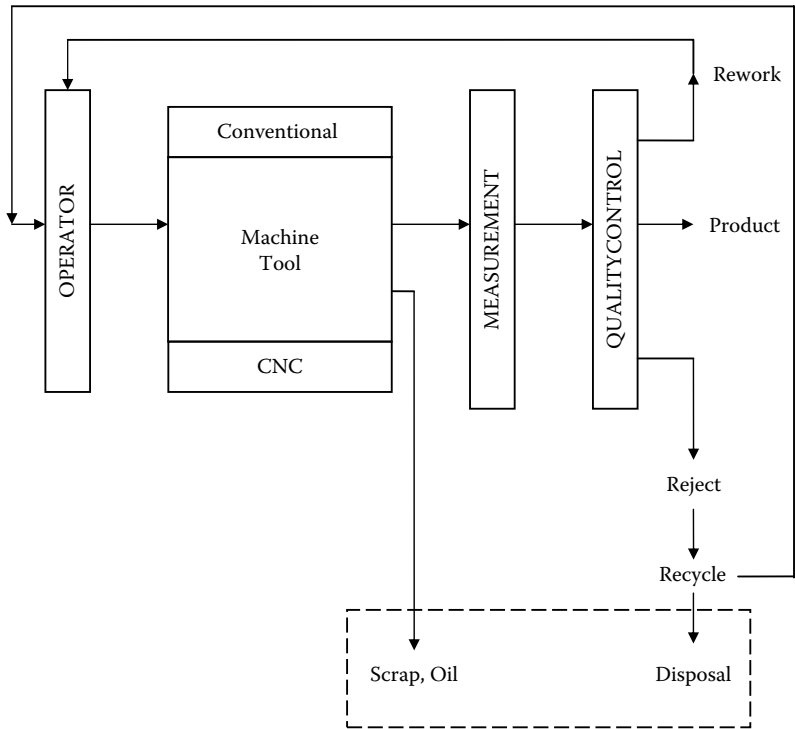 Rework
Conventional
OPERATOR
Machine
Tool
MEASUREMENT
QUALITYCONTROL
Product
CNC
Reject
Recycle
Scrap, Oil
Disposal